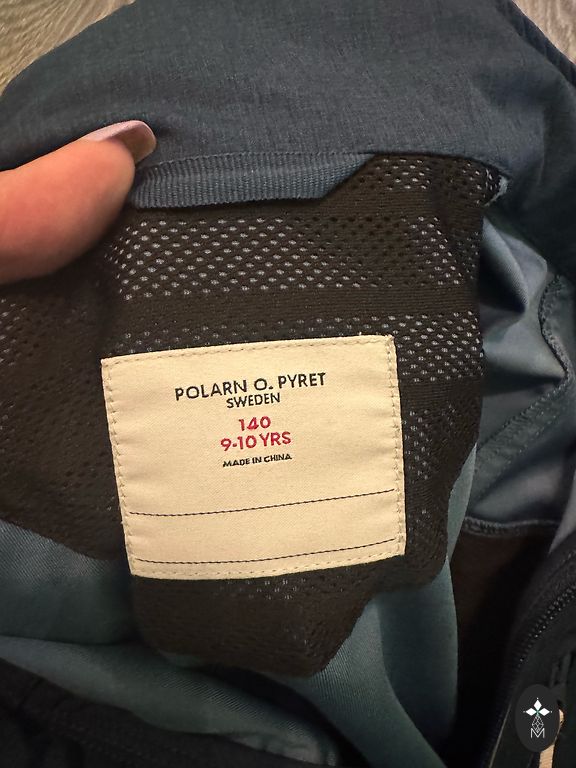 POLARN O. PYRET
SWEDEN
140
9-10 YRS
MADE IN CHINA
M